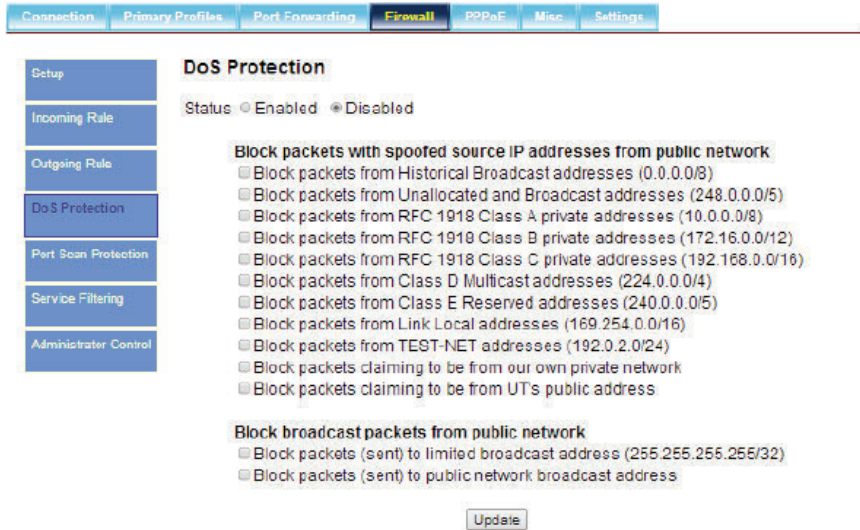 Connection Primary Profiles Port Forwarding Firewall PPPoE Misc Settings
Setup
Incoming Rule
Outgoing Rule
DoS Protection
Port Scan Protection
Service Filtering
Administrater Control
DoS Protection
Status Enabled Disabled
Block packets with spoofed source IP addresses from public network
Block packets from Historical Broadcast addresses (0.0.0.0/8)
Block packets from Unallocated and Broadcast addresses (248.0.0.0/5)
Block packets from RFC 1918 Class A private addresses (10.0.0.0/8)
Block packets from RFC 1918 Class B private addresses (172.16.0.0/12)
Block packets from RFC 1918 Class C private addresses (192.168.0.0/16)
Block packets from Class D Multicast addresses (224.0.0.0/4)
Block packets from Class E Reserved addresses (240.0.0.0/5)
Block packets from Link Local addresses (169.254.0.0/16)
Block packets from TEST-NET addresses (192.0.2.0/24)
Block packets claiming to be from our own private network
Block packets claiming to be from UT's public address
Block broadcast packets from public network
Block packets (sent) to limited broadcast address (255.255.255.255/32)
Block packets (sent) to public network broadcast address
Update